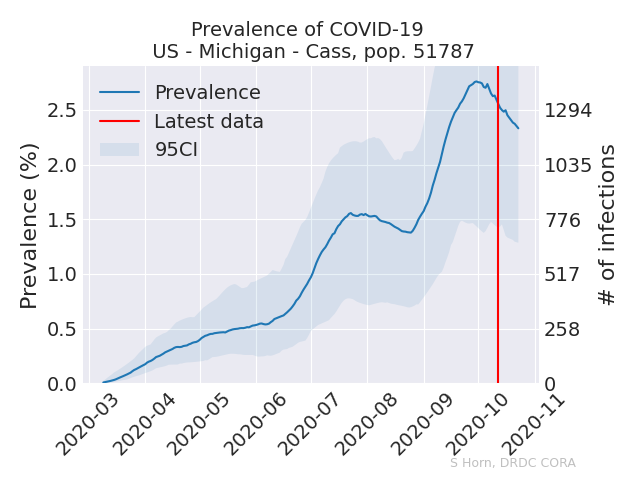 Prevalence of COVID-19
US - Michigan - Cass, pop. 51787
Prevalence
Latest data
95CI
Prevalence (%)
2.5
2.0
1.5
1.0
0.5
0.0
1294
1035
776
517
258
0
# of infections
2020-03
2020-04
2020-05
2020-06
2020-07
2020-08
2020-09
2020-10
2020-11
S Horn, DRDC CORA